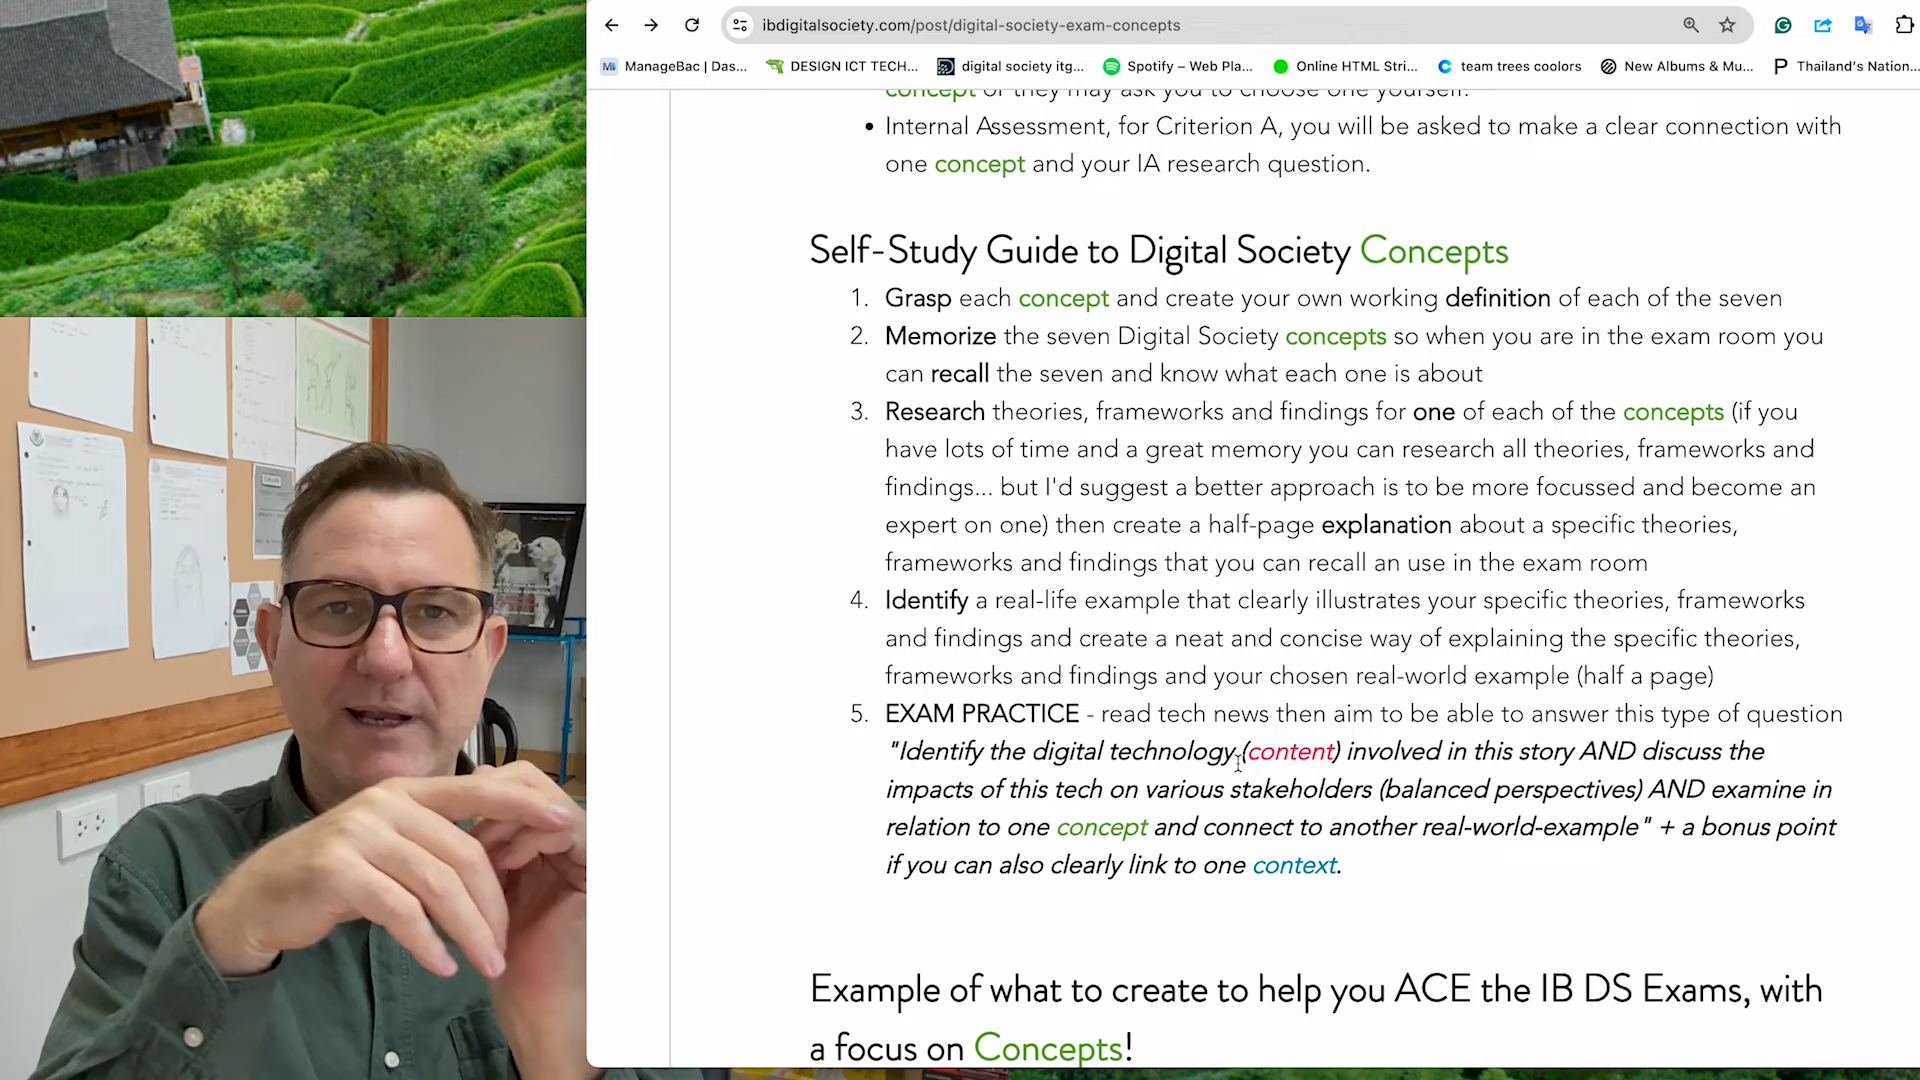 ibdigitalsociety.com/post/digital-society-exam-concepts
ManageBac | Das...
DESIGN ICT TECH...
digital society itg...
Spotify – Web Pla...
Online HTML Stri...
team trees coolors
New Albums & Mu...
Thailand's Nation...
concept or they may ask you to choose one yourself.
• Internal Assessment, for Criterion A, you will be asked to make a clear connection with
one concept and your IA research question.
Self-Study Guide to Digital Society Concepts
1. Grasp each concept and create your own working definition of each of the seven
2. Memorize the seven Digital Society concepts so when you are in the exam room you
can recall the seven and know what each one is about
3. Research theories, frameworks and findings for one of each of the concepts (if you
have lots of time and a great memory you can research all theories, frameworks and
findings... but I'd suggest a better approach is to be more focussed and become an
expert on one) then create a half-page explanation about a specific theories,
frameworks and findings that you can recall an use in the exam room
4. Identify a real-life example that clearly illustrates your specific theories, frameworks
and findings and create a neat and concise way of explaining the specific theories,
frameworks and findings and your chosen real-world example (half a page)
5. EXAM PRACTICE - read tech news then aim to be able to answer this type of question
"Identify the digital technology (content) involved in this story AND discuss the
impacts of this tech on various stakeholders (balanced perspectives) AND examine in
relation to one concept and connect to another real-world-example" + a bonus point
if you can also clearly link to one context.
Example of what to create to help you ACE the IB DS Exams, with
a focus on Concepts!